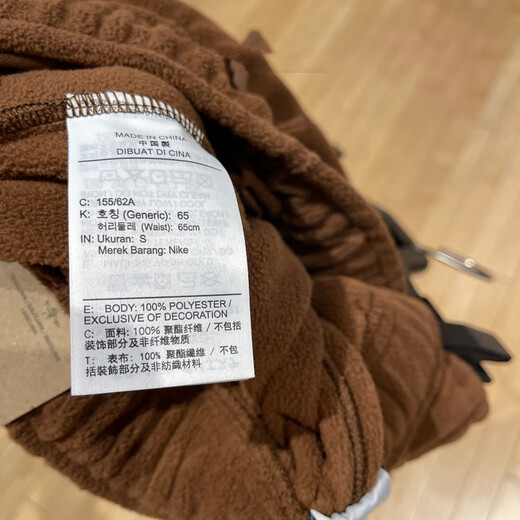 MADE IN CHINA
中国製
DIBUAT DI CINA
C: 155/62A
K: 호칭 (Generic): 65
허리둘레 (Waist): 65cm
IN: Ukuran: S
Merek Barang: Nike
E: BODY: 100% POLYESTER /
EXCLUSIVE OF DECORATION
C: 面料: 100% 聚酯纤维 / 不包括
装饰部分及非纤维物质
T: 表布: 100% 聚酯纖維 / 不包
括裝飾部分及非紡織材料